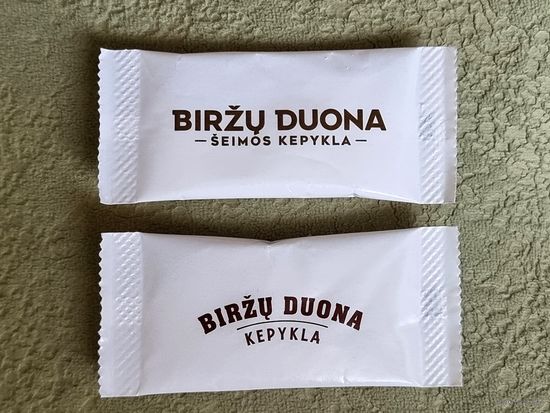 BIRŽŲ DUONA
– ŠEIMOS KEPYKLA –
BIRŽŲ DUONA
KEPYKLA